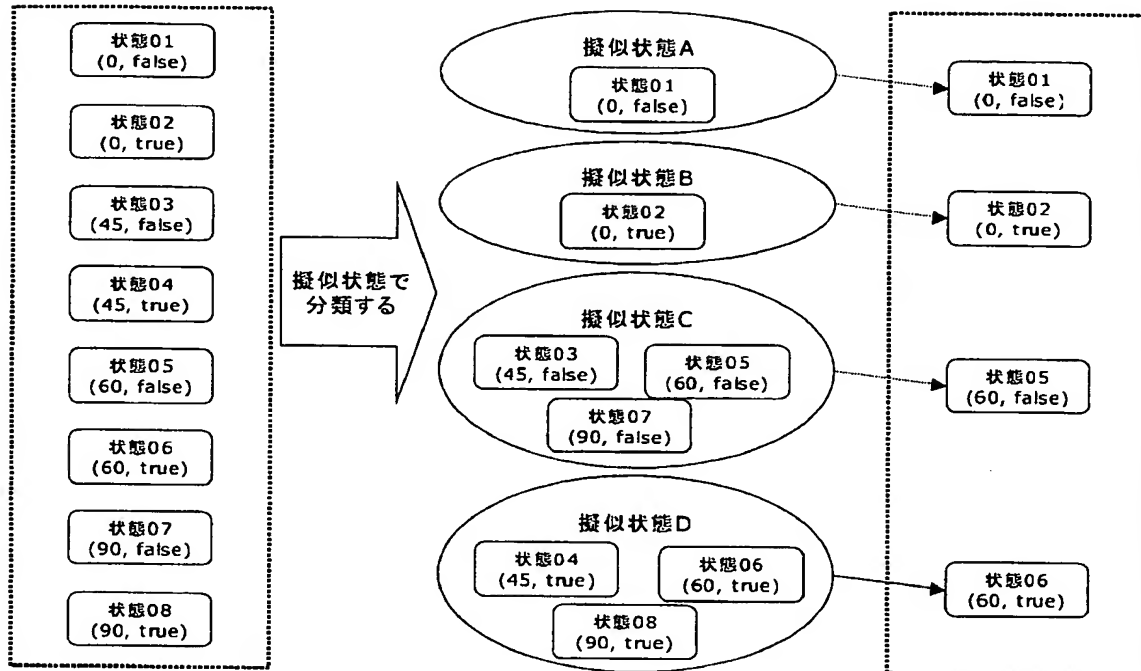 状態01
(0, false)
状態02
(0, true)
状態03
(45, false)
状態04
(45, true)
状態05
(60, false)
状態06
(60, true)
状態07
(90, false)
状態08
(90, true)
擬似状態で
分類する
擬似状態A
状態01
(0, false)
擬似状態B
状態02
(0, true)
擬似状態C
状態03
(45, false)
状態05
(60, false)
状態07
(90, false)
擬似状態D
状態04
(45, true)
状態06
(60, true)
状態08
(90, true)
状態01
(0, false)
状態02
(0, true)
状態05
(60, false)
状態06
(60, true)